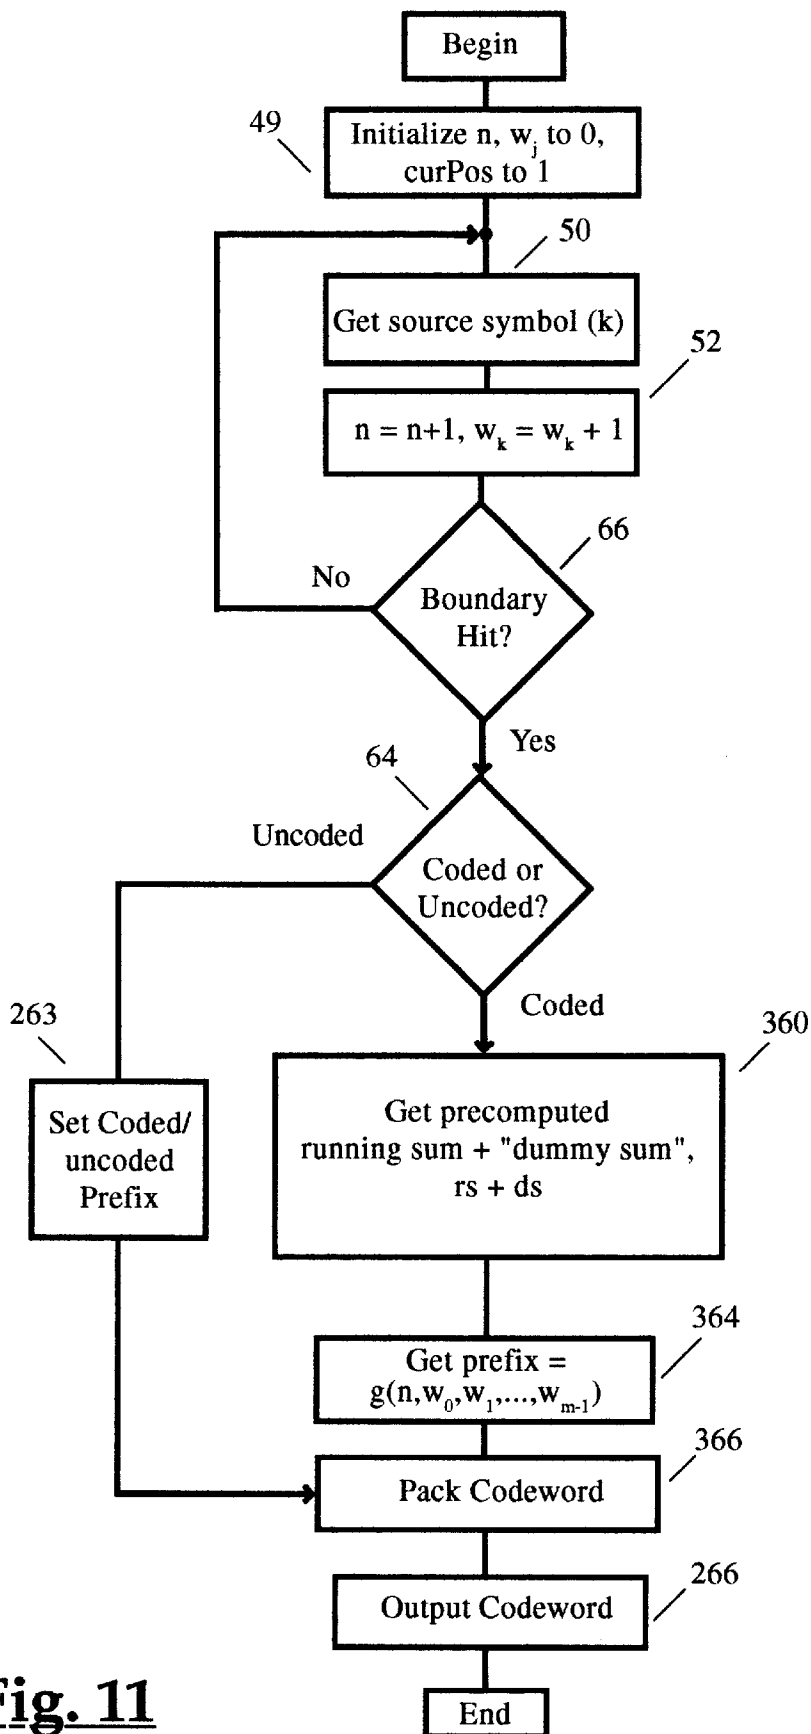 Begin
49
Initialize n, w_j to 0,
curPos to 1
50
Get source symbol (k)
52
n = n+1, w_k = w_k + 1
66
No
Boundary
Hit?
Yes
64
Uncoded
Coded or
Uncoded?
Coded
263
360
Set Coded/
uncoded
Prefix
Get precomputed
running sum + "dummy sum",
rs + ds
364
Get prefix =
g(n,w_0,w_1,...,w_m-1)
366
Pack Codeword
266
Output Codeword
Fig. 11
End